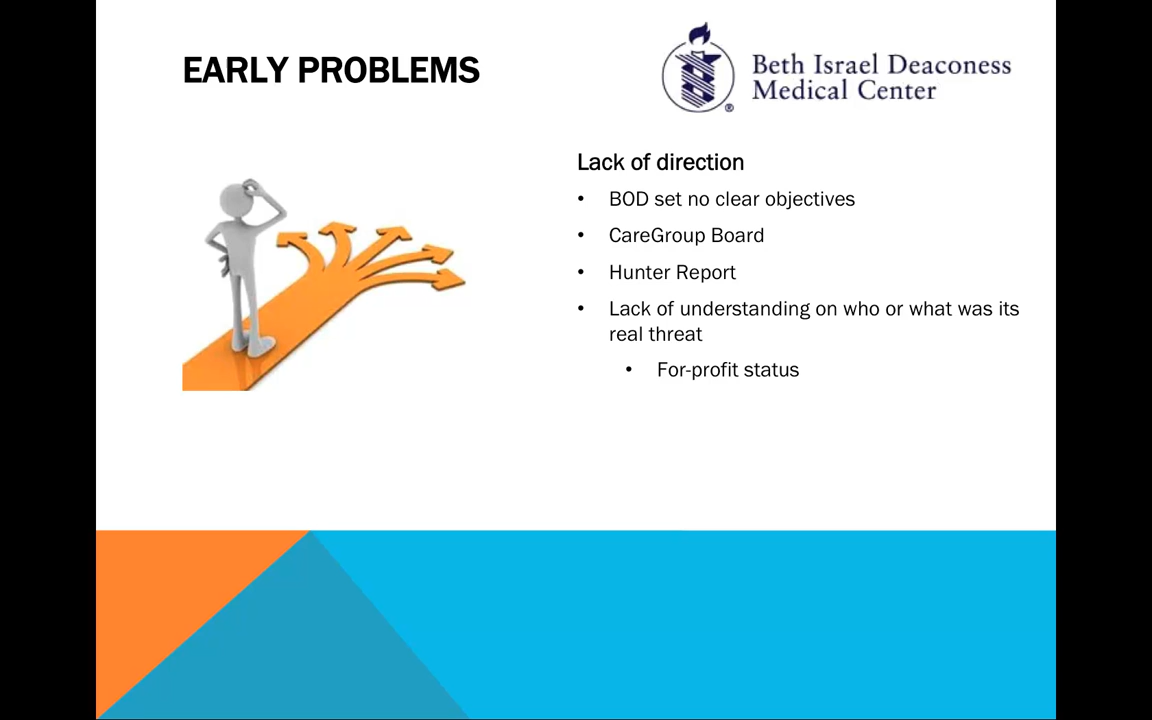 EARLY PROBLEMS
Beth Israel Deaconess
Medical Center
®
Lack of direction
• BOD set no clear objectives
• CareGroup Board
• Hunter Report
• Lack of understanding on who or what was its
real threat
• For-profit status